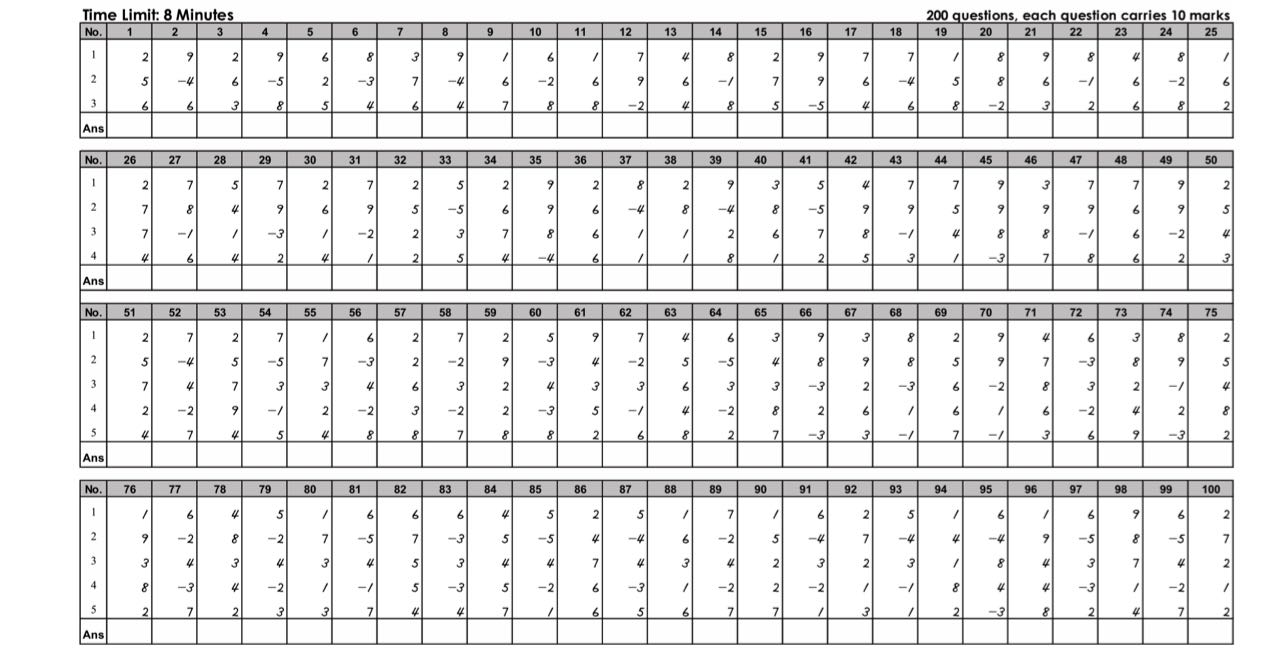 Time Limit: 8 Minutes 200 questions, each question carries 10 marks
No. 1 2 3 4 5 6 7 8 9 10 11 12 13 14 15 16 17 18 19 20 21 22 23 24 25
1 2 9 2 9 6 8 3 9 1 6 1 7 4 8 2 9 7 7 1 8 9 8 4 8 1
2 5 -4 6 -5 2 -3 7 -4 6 -2 6 9 6 -1 7 9 6 -4 5 8 6 -1 6 -2 6
3 6 6 3 8 5 4 6 4 7 8 8 -2 4 8 5 -5 4 6 8 -2 3 2 6 8 2
Ans
No. 26 27 28 29 30 31 32 33 34 35 36 37 38 39 40 41 42 43 44 45 46 47 48 49 50
1 2 7 5 7 2 7 2 5 2 9 2 8 2 9 3 5 4 7 7 9 3 7 7 9 2
2 7 8 4 9 6 9 5 -5 6 9 6 -4 8 -4 8 -5 9 9 5 9 9 9 6 9 5
3 7 -1 1 -3 1 -2 2 3 7 8 6 1 1 2 6 7 8 -1 4 8 8 -1 6 -2 4
4 4 6 4 2 4 1 2 5 4 -4 6 1 1 8 1 2 5 3 1 -3 7 8 6 2 3
Ans
No. 51 52 53 54 55 56 57 58 59 60 61 62 63 64 65 66 67 68 69 70 71 72 73 74 75
1 2 7 2 7 1 6 2 7 2 5 9 7 4 6 3 9 3 8 2 9 4 6 3 8 2
2 5 -4 5 -5 7 -3 2 -2 9 -3 4 -2 5 -5 4 8 9 8 5 9 7 -3 8 9 5
3 7 4 7 3 3 4 6 3 2 4 3 3 6 3 3 -3 2 -3 6 -2 8 3 2 -1 4
4 2 -2 9 -1 2 -2 3 -2 2 -3 5 -1 4 -2 8 2 6 1 6 1 6 -2 4 2 8
5 4 7 4 5 4 8 8 7 8 8 2 6 8 2 7 -3 3 -1 7 -1 3 6 9 -3 2
Ans
No. 76 77 78 79 80 81 82 83 84 85 86 87 88 89 90 91 92 93 94 95 96 97 98 99 100
1 1 6 4 5 1 6 6 6 4 5 2 5 1 7 1 6 2 5 1 6 1 6 9 6 2
2 9 -2 8 -2 7 -5 7 -3 5 -5 4 -4 6 -2 5 -4 7 -4 4 -4 9 -5 8 -5 7
3 3 4 3 4 3 4 5 3 4 4 7 4 3 4 2 3 2 3 1 8 4 3 7 4 2
4 8 -3 4 -2 1 -1 5 -3 5 -2 6 -3 1 -2 2 -2 1 -1 8 4 4 -3 1 -2 1
5 2 7 2 3 3 7 4 4 7 1 6 5 6 7 7 1 3 1 2 -3 8 2 4 7 2
Ans